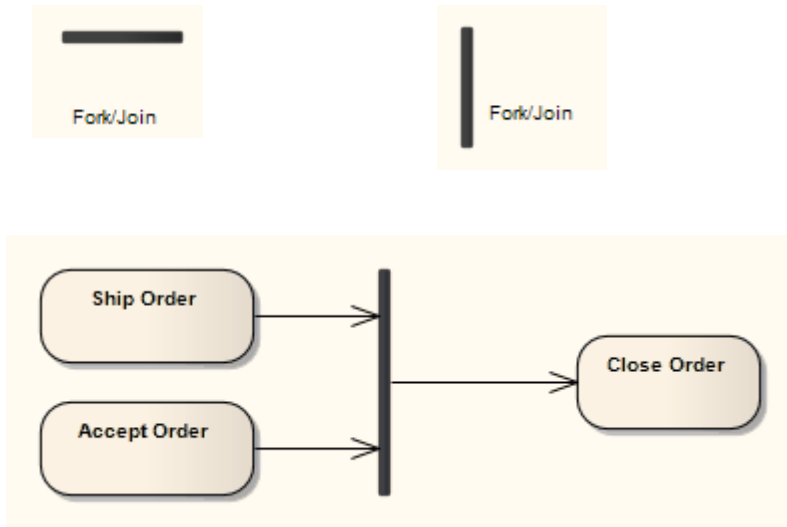 Fork/Join
Fork/Join
Ship Order
Close Order
Accept Order